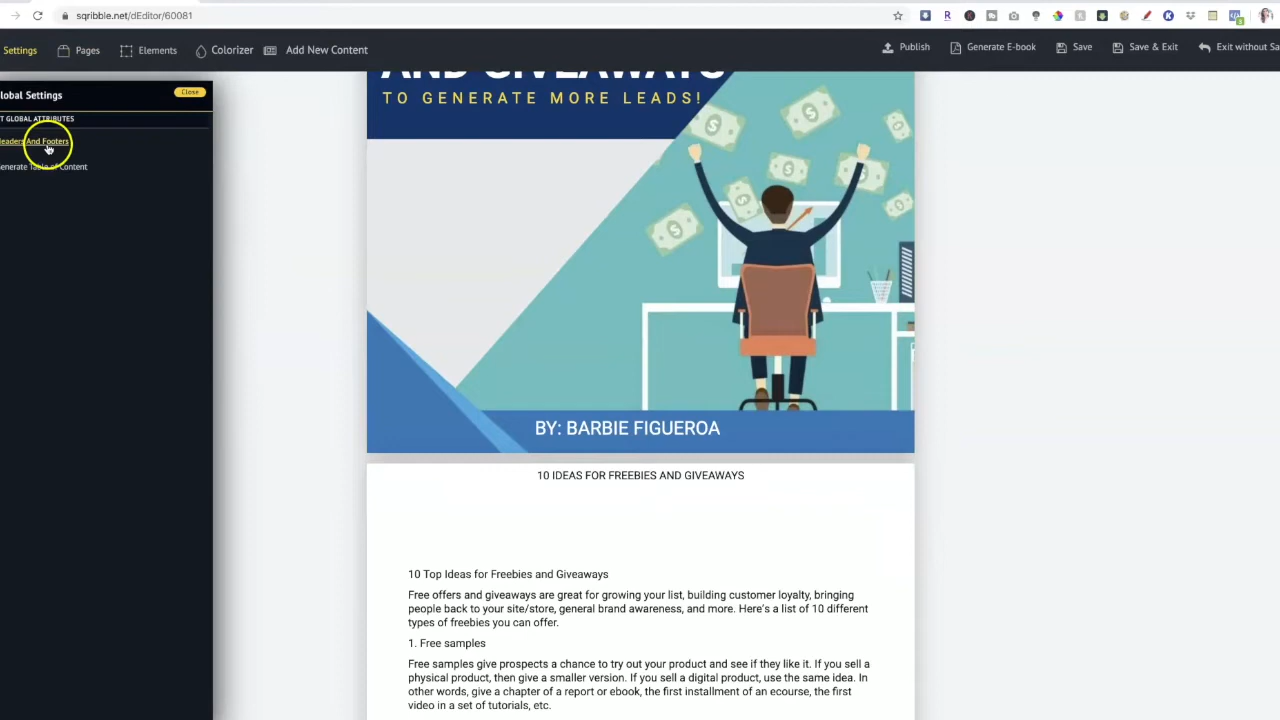 sqribble.net/dEditor/60081
Settings Pages Elements Colorizer Add New Content Publish Generate E-book Save Save & Exit Exit without Sa
lobal Settings Close
T GLOBAL ATTRIBUTES
eaders And Footers
enerate Table of Content
AND GIVEAWAYS
TO GENERATE MORE LEADS!
BY: BARBIE FIGUEROA
10 IDEAS FOR FREEBIES AND GIVEAWAYS
10 Top Ideas for Freebies and Giveaways
Free offers and giveaways are great for growing your list, building customer loyalty, bringing
people back to your site/store, general brand awareness, and more. Here's a list of 10 different
types of freebies you can offer.
1. Free samples
Free samples give prospects a chance to try out your product and see if they like it. If you sell a
physical product, then give a smaller version. If you sell a digital product, use the same idea. In
other words, give a chapter of a report or ebook, the first installment of an ecourse, the first
video in a set of tutorials, etc.